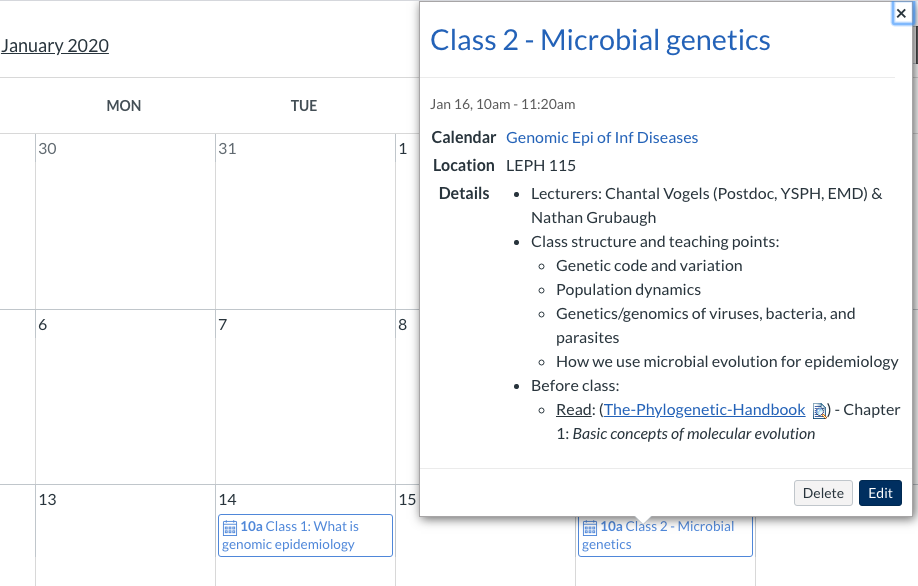 January 2020
MON
TUE
30
31
1
6
7
8
13
14
15
10a Class 1: What is
genomic epidemiology
10a Class 2 - Microbial
genetics
×
Class 2 - Microbial genetics
Jan 16, 10am - 11:20am
Calendar Genomic Epi of Inf Diseases
Location LEPH 115
Details
• Lecturers: Chantal Vogels (Postdoc, YSPH, EMD) &
Nathan Grubaugh
• Class structure and teaching points:
◦ Genetic code and variation
◦ Population dynamics
◦ Genetics/genomics of viruses, bacteria, and
parasites
◦ How we use microbial evolution for epidemiology
• Before class:
◦ Read: (The-Phylogenetic-Handbook ) - Chapter
1: Basic concepts of molecular evolution
Delete
Edit